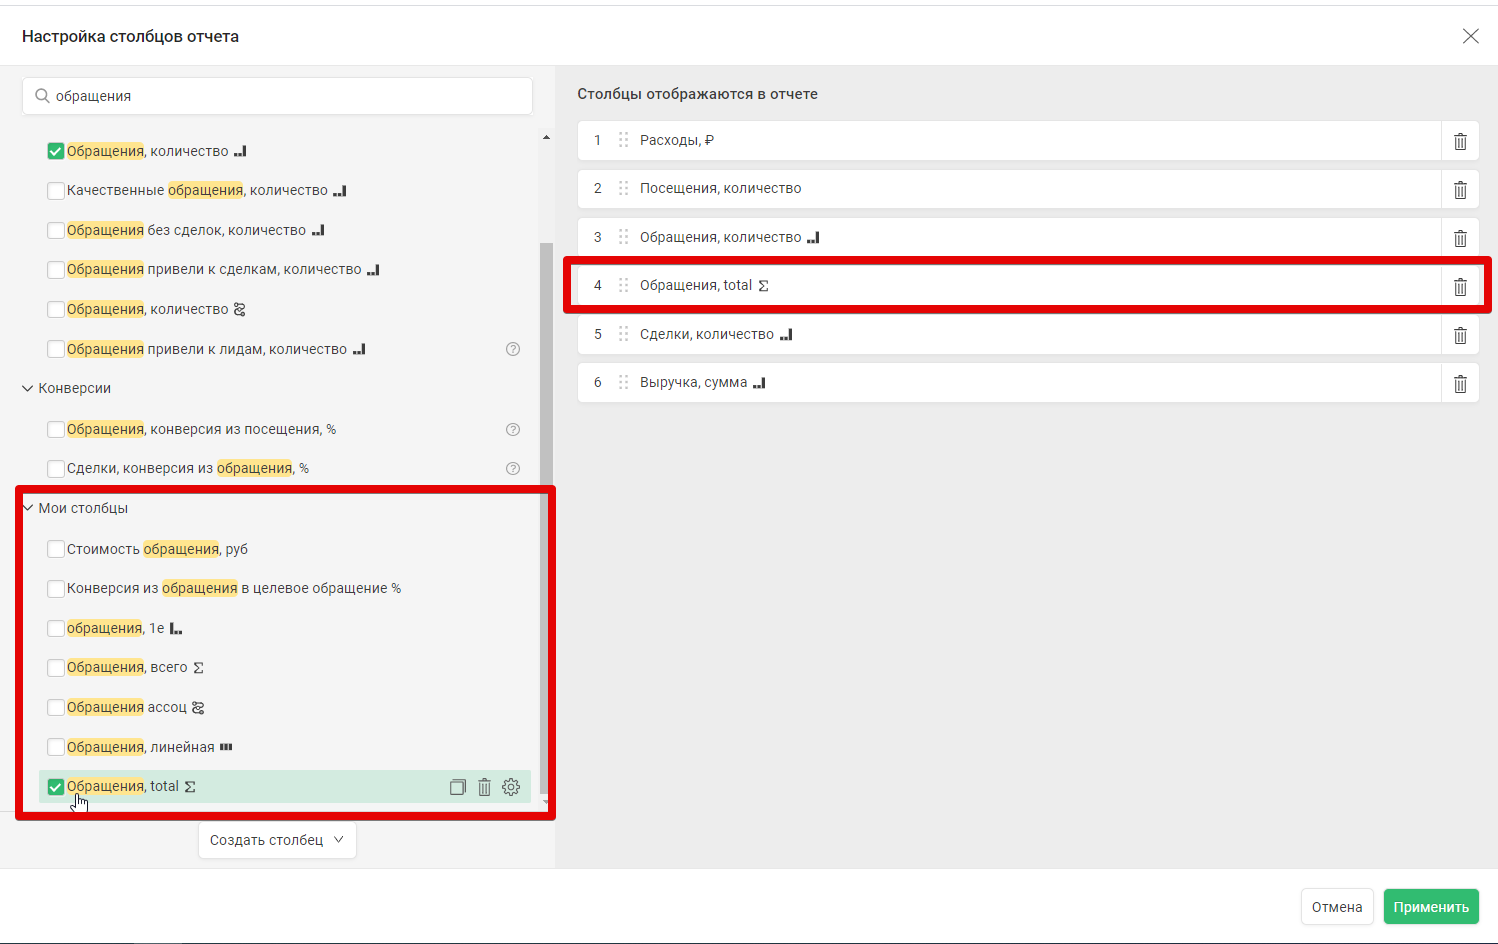 Настройка столбцов отчета
обращения
Обращения, количество
Качественные обращения, количество
Обращения без сделок, количество
Обращения привели к сделкам, количество
Обращения, количество
Обращения привели к лидам, количество
Конверсии
Обращения, конверсия из посещения, %
Сделки, конверсия из обращения, %
Мои столбцы
Стоимость обращения, руб
Конверсия из обращения в целевое обращение %
обращения, 1е
Обращения, всего Σ
Обращения ассоц
Обращения, линейная
Обращения, total Σ
Создать столбец
Столбцы отображаются в отчете
1 Расходы, ₽
2 Посещения, количество
3 Обращения, количество
4 Обращения, total Σ
5 Сделки, количество
6 Выручка, сумма
Отмена
Применить